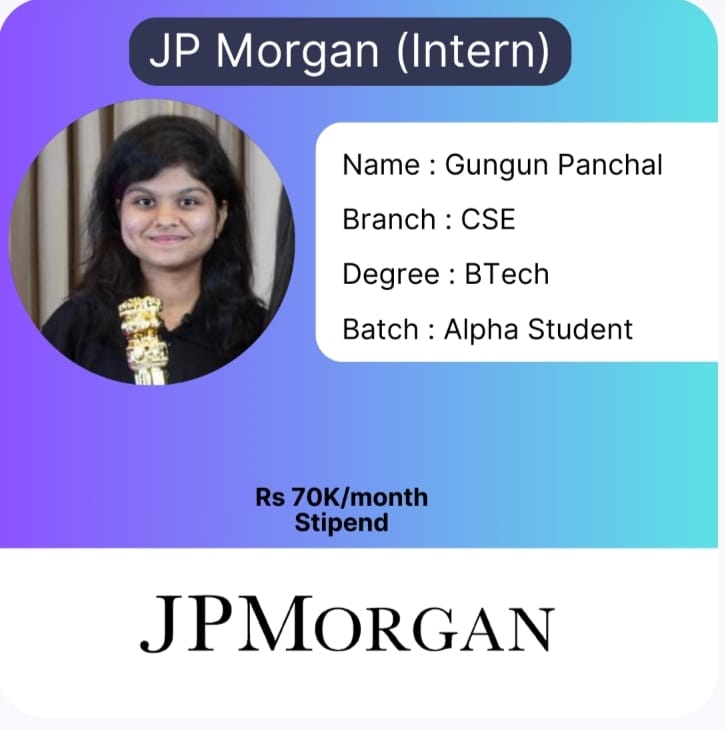 JP Morgan (Intern)
Name : Gungun Panchal
Branch : CSE
Degree : BTech
Batch : Alpha Student
Rs 70K/month
Stipend
JPMORGAN